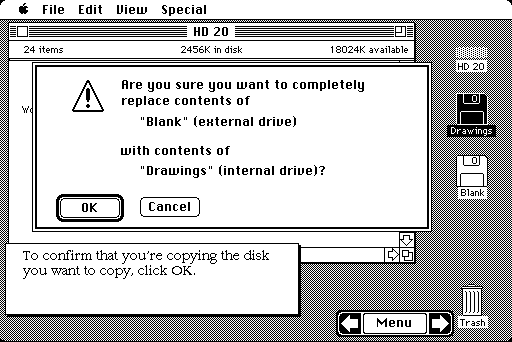 File Edit View Special
HD 20
24 items 2456K in disk 18024K available
HD 20
Are you sure you want to completely
replace contents of
"Blank" (external drive)
with contents of
"Drawings" (internal drive)?
OK Cancel
Drawings
Blank
To confirm that you're copying the disk
you want to copy, click OK.
Menu
Trash